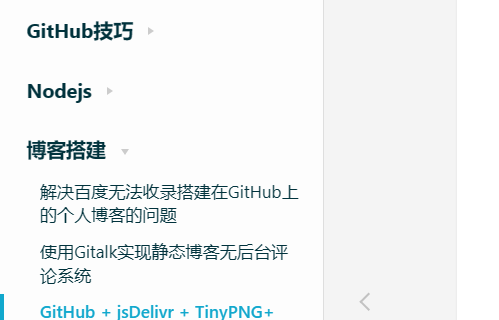 GitHub技巧
Nodejs
博客搭建
解决百度无法收录搭建在GitHub上
的个人博客的问题
使用Gitalk实现静态博客无后台评
论系统
GitHub + jsDelivr + TinyPNG+